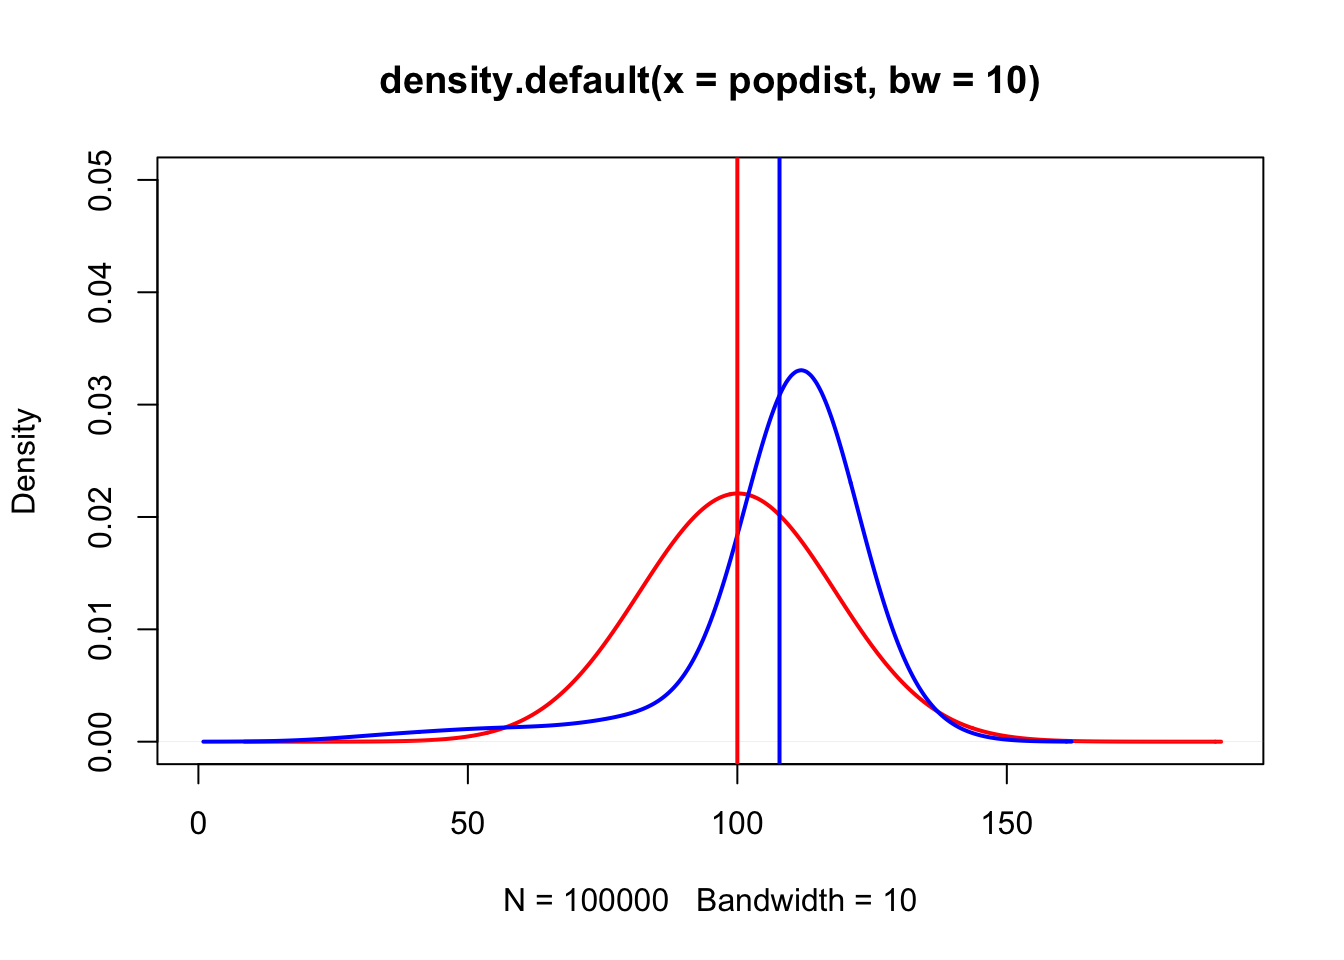 density.default(x = popdist, bw = 10)
0.05
0.04
0.03
0.02
0.01
0.00
Density
0 50 100 150
N = 100000 Bandwidth = 10